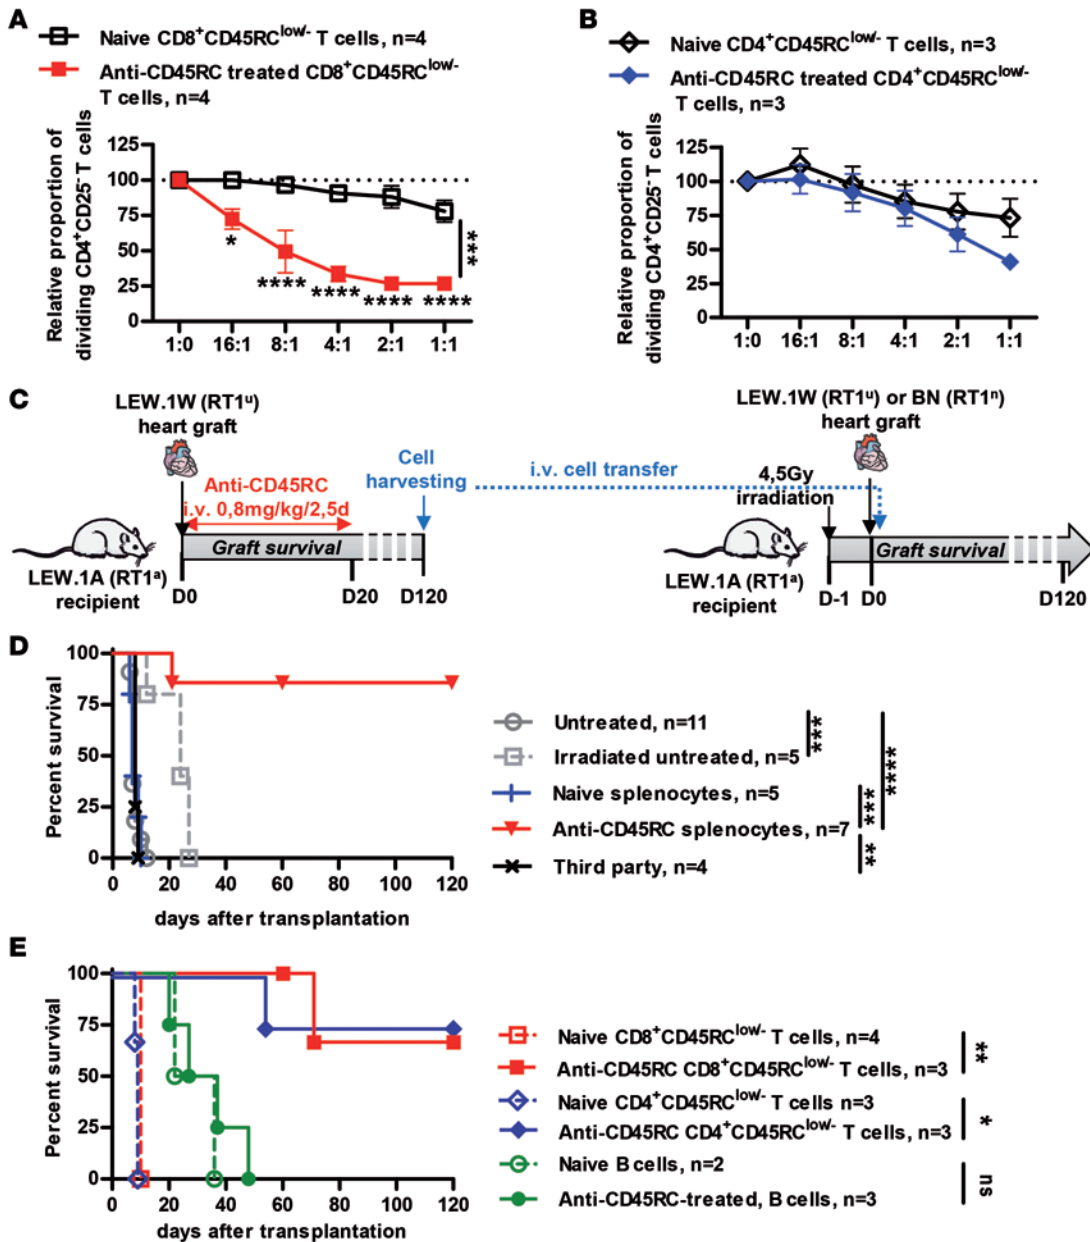 A
Naive CD8⁺CD45RCˡᵒʷ/⁻ T cells, n=4
Anti-CD45RC treated CD8⁺CD45RCˡᵒʷ/⁻
T cells, n=4
Relative proportion of
dividing CD4⁺CD25⁻ T cells
125
100
75
50
25
0
*
****
****
****
****
***
1:0 16:1 8:1 4:1 2:1 1:1
B
Naive CD4⁺CD45RCˡᵒʷ/⁻ T cells, n=3
Anti-CD45RC treated CD4⁺CD45RCˡᵒʷ/⁻
T cells, n=3
Relative proportion of
dividing CD4⁺CD25⁻ T cells
125
100
75
50
25
0
1:0 16:1 8:1 4:1 2:1 1:1
C
LEW.1W (RT1ᵘ)
heart graft
Anti-CD45RC
i.v. 0,8mg/kg/2,5d
Cell
harvesting
i.v. cell transfer
LEW.1W (RT1ᵘ) or BN (RT1ⁿ)
heart graft
4,5Gy
irradiation
Graft survival
LEW.1A (RT1ᵃ)
recipient
D0 D20 D120
Graft survival
LEW.1A (RT1ᵃ)
recipient
D-1 D0 D120
D
Percent survival
100
75
50
25
0
0 20 40 60 80 100 120
days after transplantation
Untreated, n=11
Irradiated untreated, n=5
Naive splenocytes, n=5
Anti-CD45RC splenocytes, n=7
Third party, n=4
***
****
***
**
E
Percent survival
100
75
50
25
0
0 20 40 60 80 100 120
days after transplantation
Naive CD8⁺CD45RCˡᵒʷ/⁻ T cells, n=4
Anti-CD45RC CD8⁺CD45RCˡᵒʷ/⁻ T cells, n=3
Naive CD4⁺CD45RCˡᵒʷ/⁻ T cells n=3
Anti-CD45RC CD4⁺CD45RCˡᵒʷ/⁻ T cells, n=3
Naive B cells, n=2
Anti-CD45RC-treated, B cells, n=3
**
*
ns